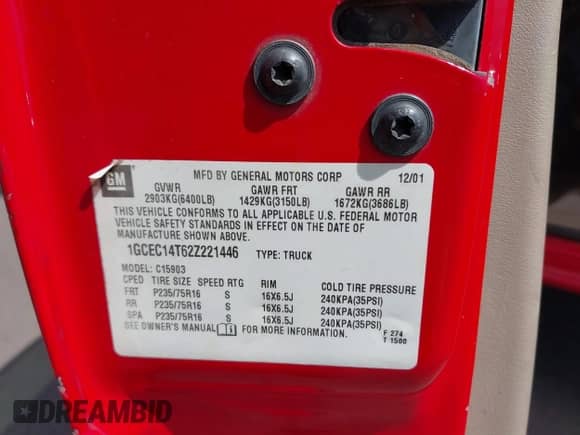 GM
MFD BY GENERAL MOTORS CORP 12/01
GVWR GAWR FRT GAWR RR
2903KG(6400LB) 1429KG(3150LB) 1672KG(3686LB)
THIS VEHICLE CONFORMS TO ALL APPLICABLE U.S. FEDERAL MOTOR
VEHICLE SAFETY STANDARDS IN EFFECT ON THE DATE OF
MANUFACTURE SHOWN ABOVE.
1GCEC14T62Z221446 TYPE: TRUCK
MODEL: C15903
CPED TIRE SIZE SPEED RTG RIM COLD TIRE PRESSURE
FRT P235/75R16 S 16X6.5J 240KPA(35PSI)
RR P235/75R16 S 16X6.5J 240KPA(35PSI)
SPA P235/75R16 S 16X6.5J 240KPA(35PSI)
SEE OWNER'S MANUAL FOR MORE INFORMATION. F 274
T 1500
DREAMBID